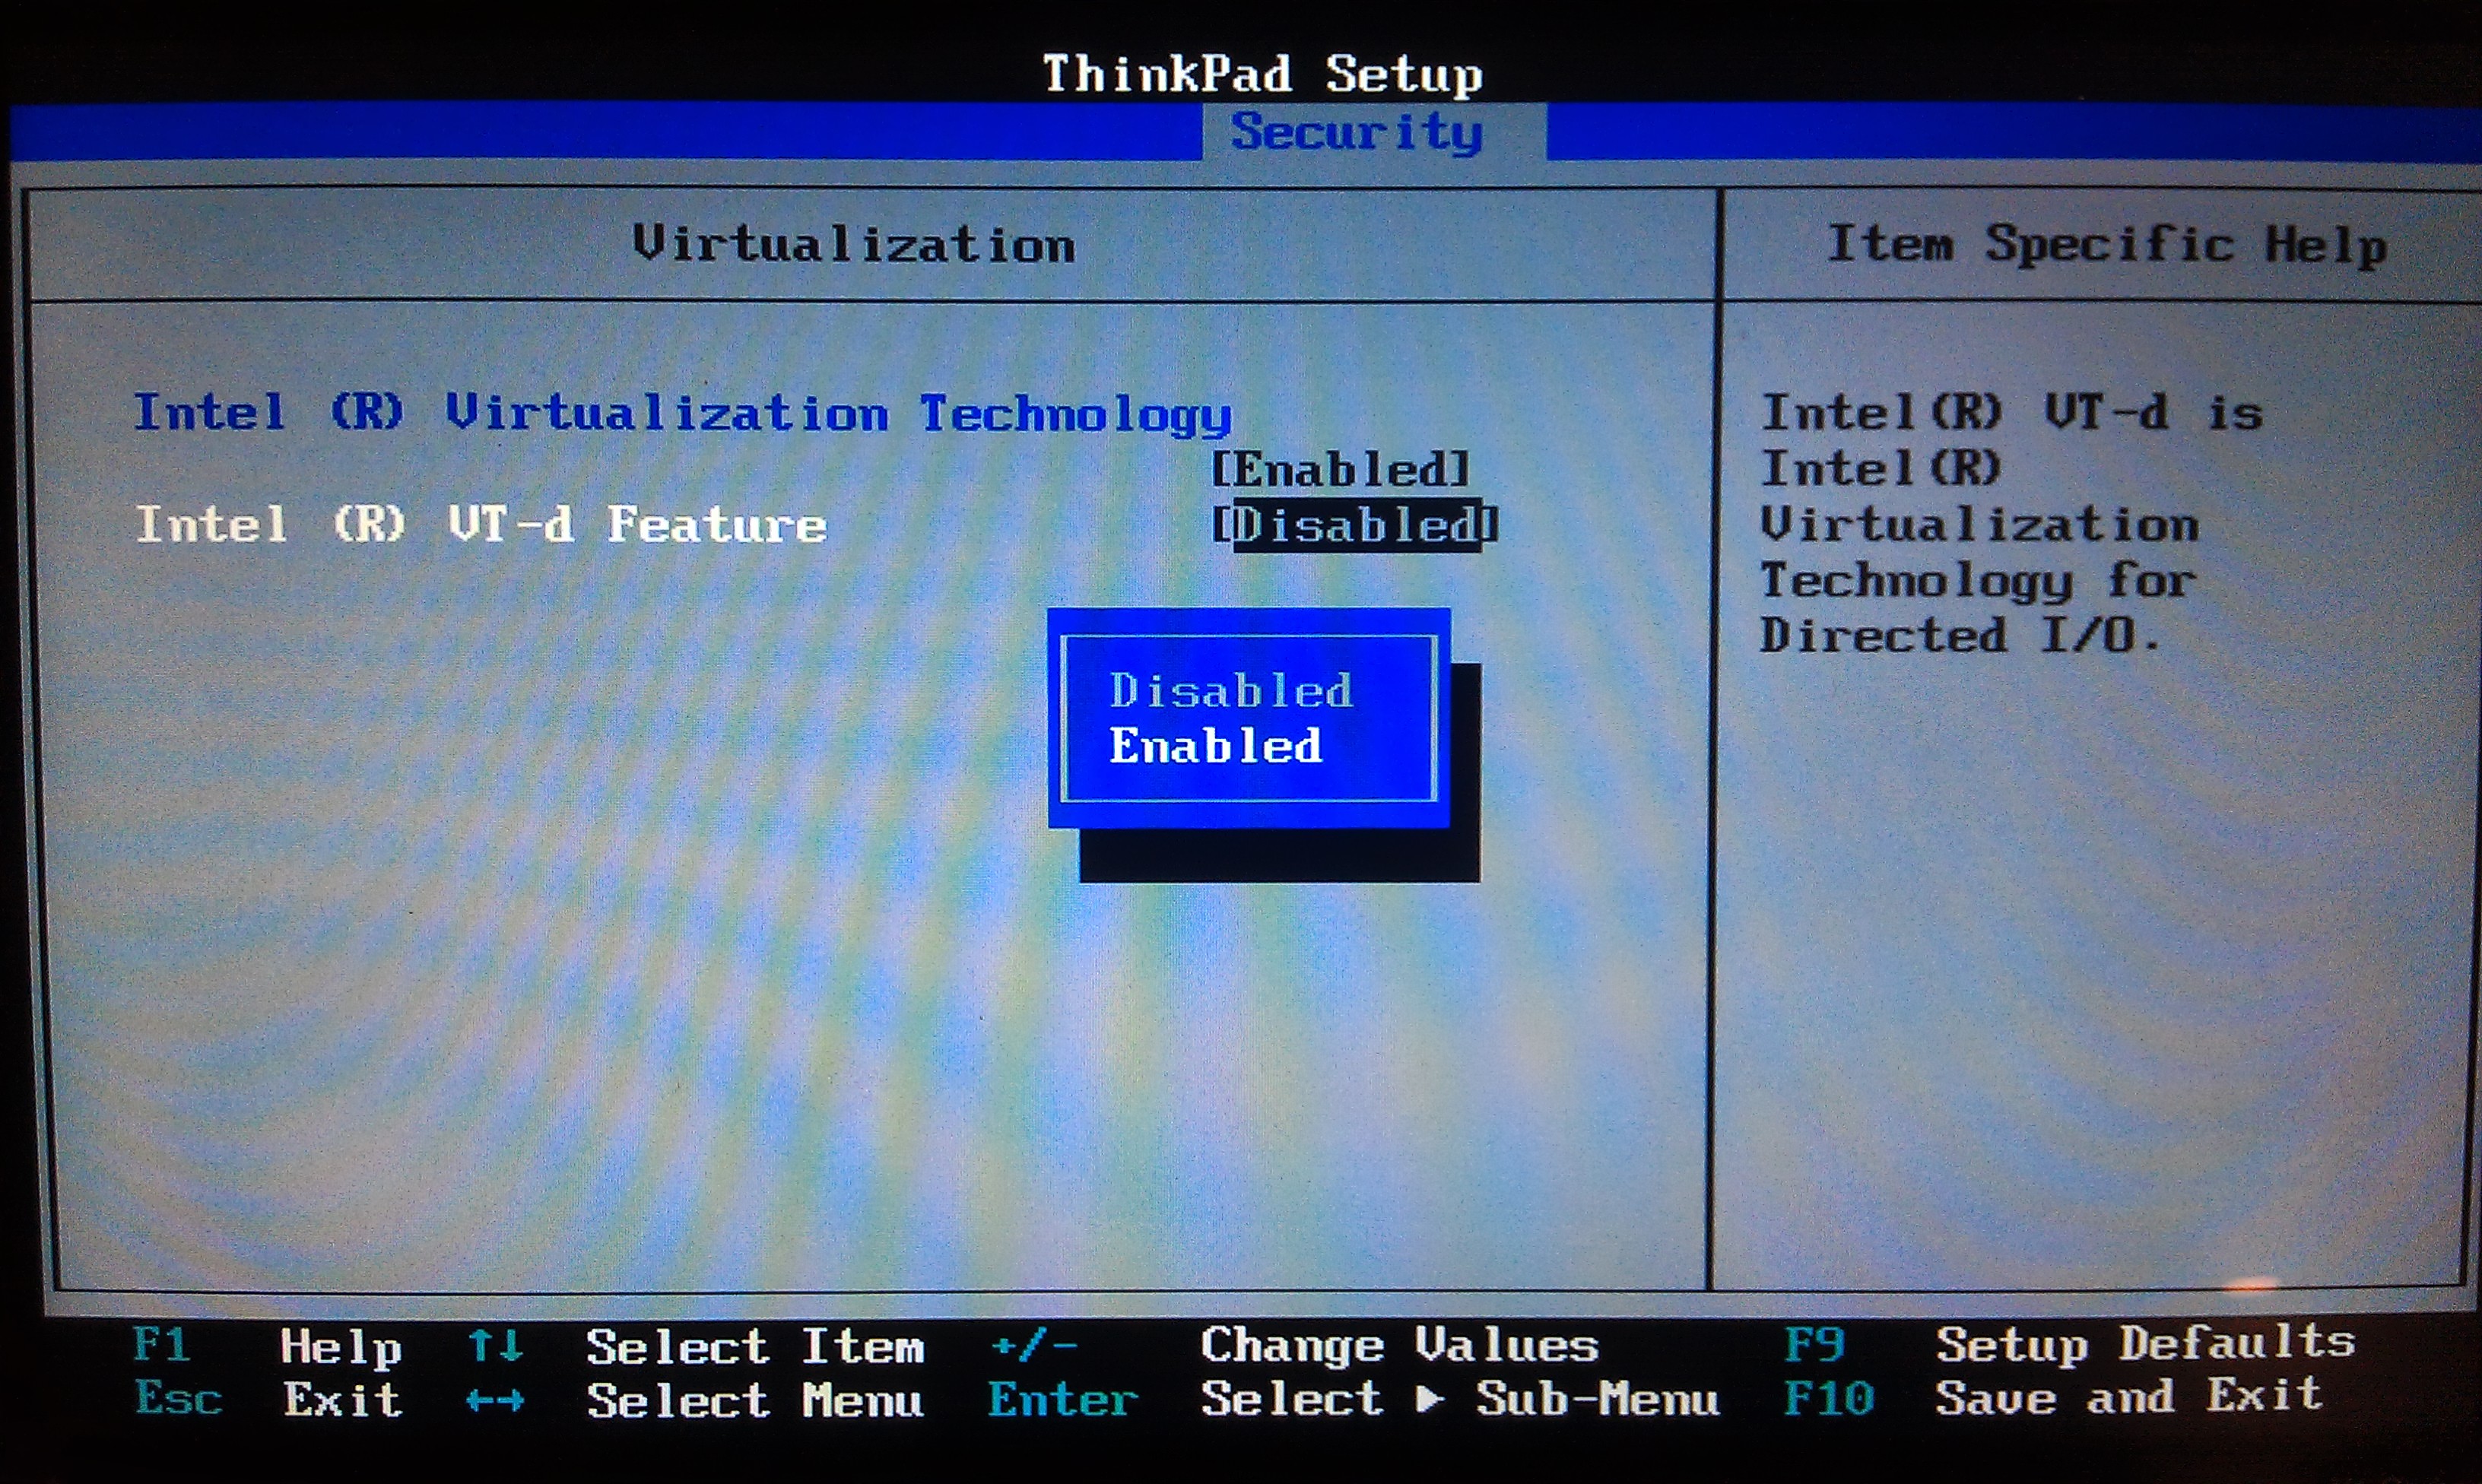 ThinkPad Setup
Security
Virtualization
Item Specific Help
Intel (R) Virtualization Technology
[Enabled]
Intel (R) VT-d Feature [Disabled]
Disabled
Enabled
Intel(R) VT-d is
Intel(R)
Virtualization
Technology for
Directed I/O.
F1 Help ↑↓ Select Item +/- Change Values F9 Setup Defaults
Esc Exit ←→ Select Menu Enter Select ▶ Sub-Menu F10 Save and Exit